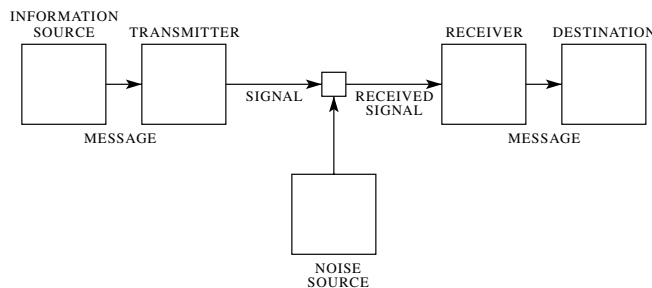 INFORMATION
SOURCE
TRANSMITTER
RECEIVER
DESTINATION
SIGNAL
RECEIVED
SIGNAL
MESSAGE
MESSAGE
NOISE
SOURCE